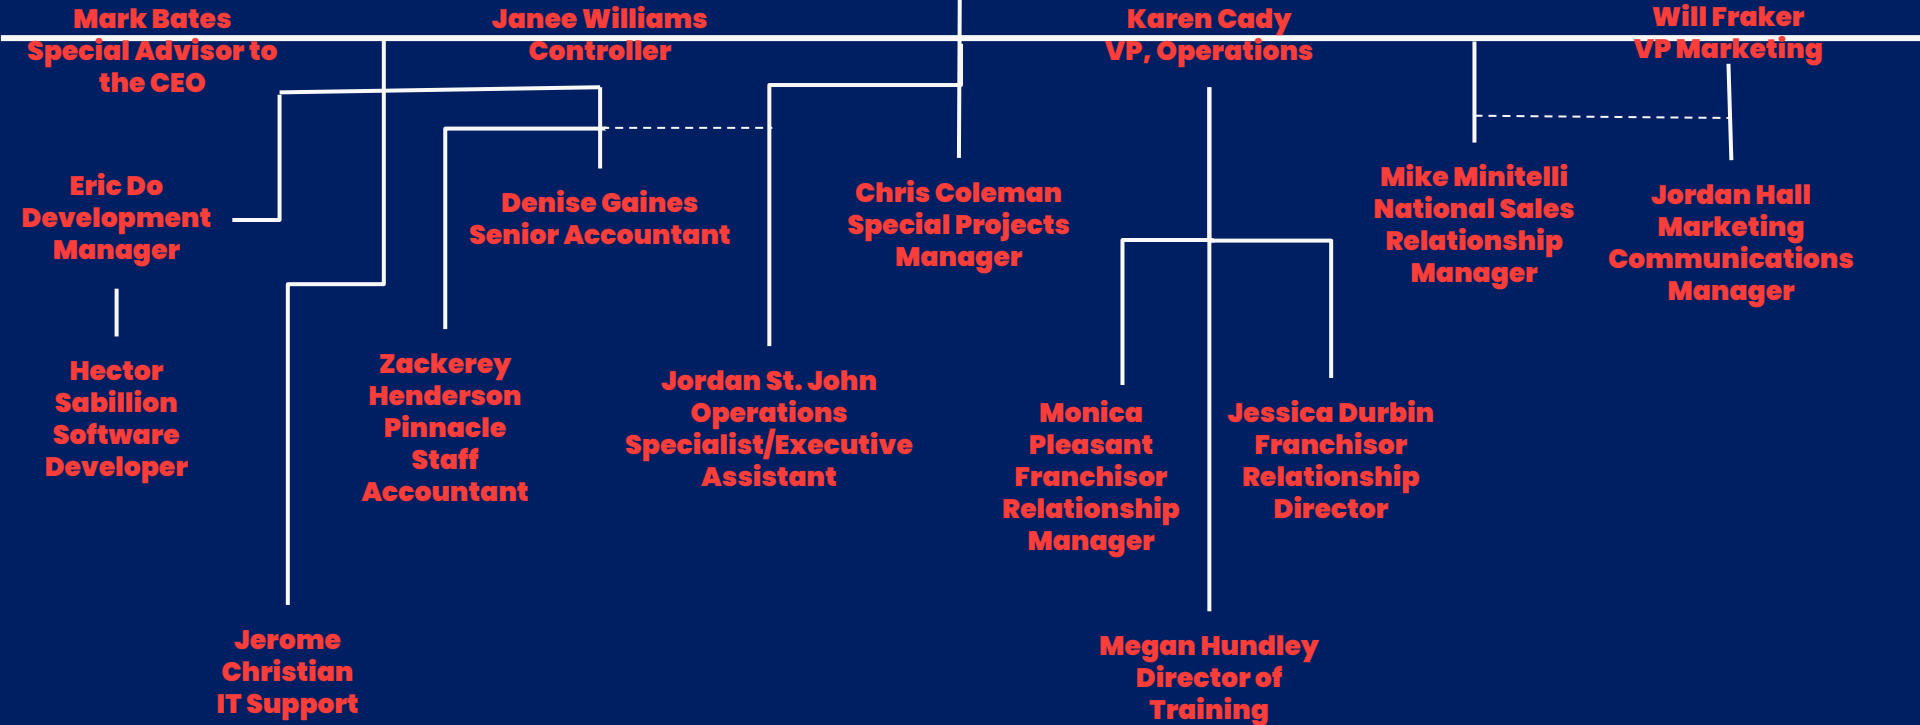 Mark Bates
Special Advisor to
the CEO
Janee Williams
Controller
Karen Cady
VP, Operations
Will Fraker
VP Marketing
Eric Do
Development
Manager
Denise Gaines
Senior Accountant
Chris Coleman
Special Projects
Manager
Mike Minitelli
National Sales
Relationship
Manager
Jordan Hall
Marketing
Communications
Manager
Hector
Sabillion
Software
Developer
Zackerey
Henderson
Pinnacle
Staff
Accountant
Jordan St. John
Operations
Specialist/Executive
Assistant
Monica
Pleasant
Franchisor
Relationship
Manager
Jessica Durbin
Franchisor
Relationship
Director
Jerome
Christian
IT Support
Megan Hundley
Director of
Training